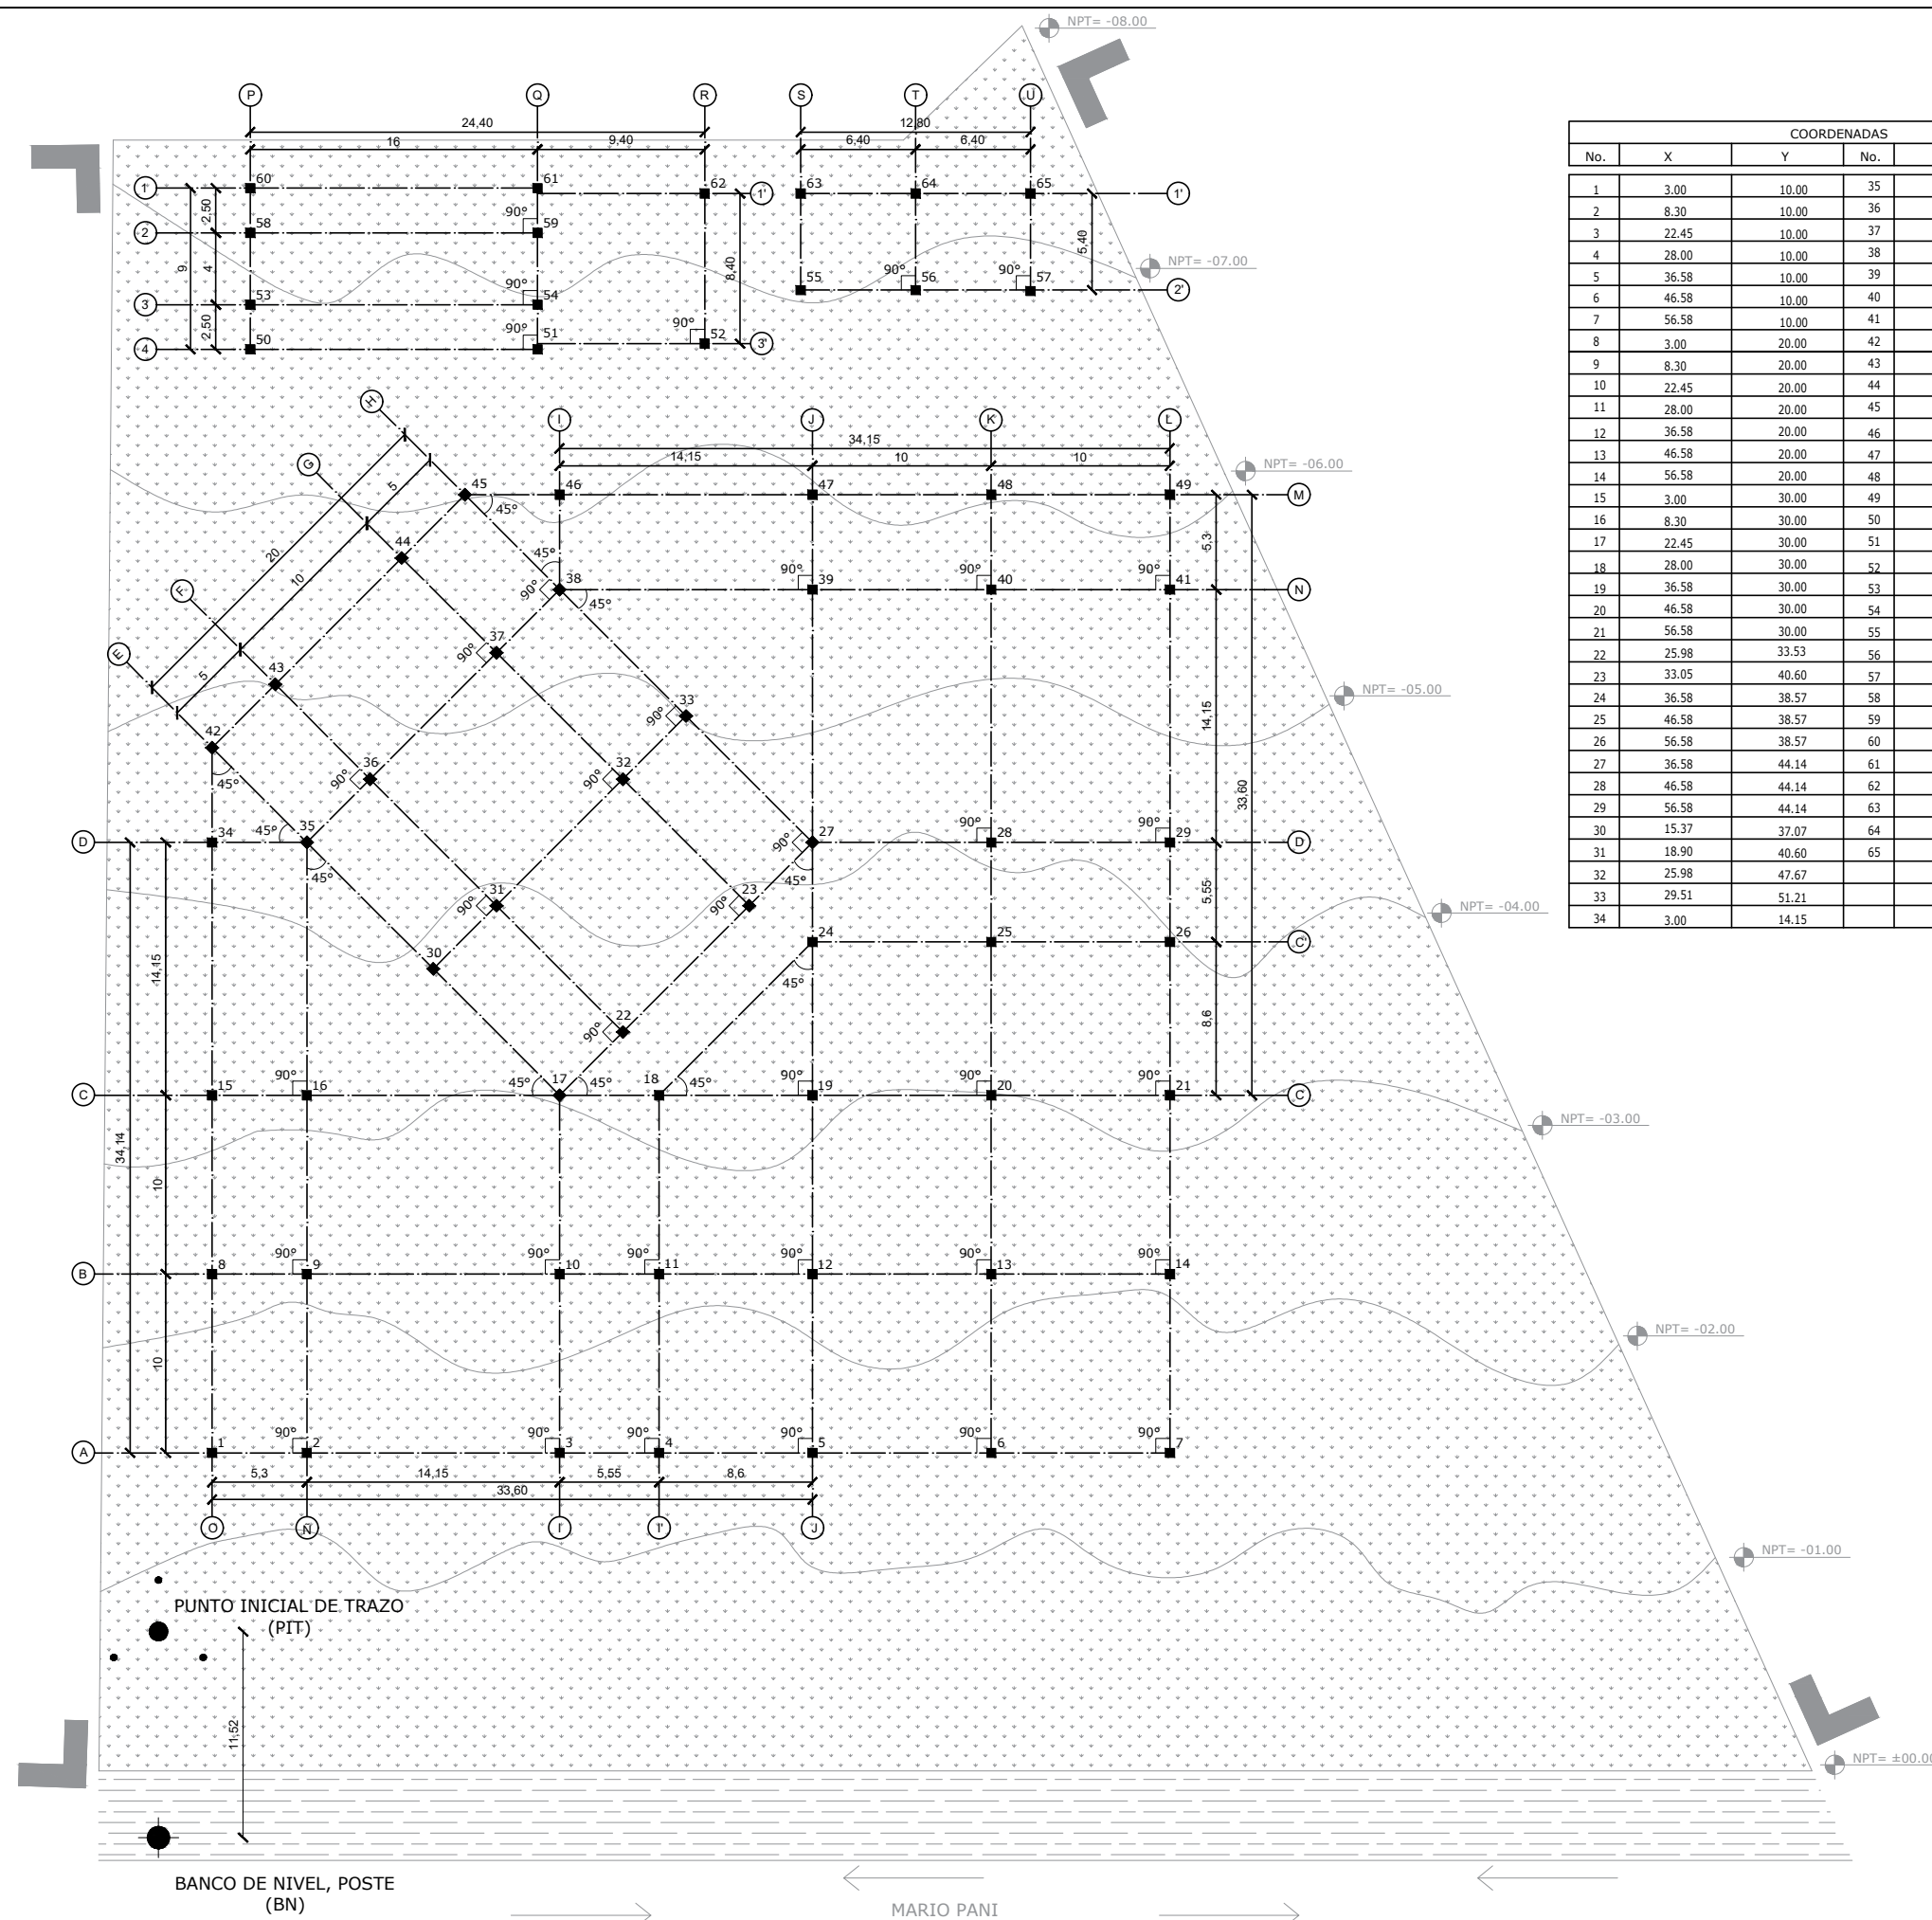 NPT= -08.00
P
Q
R
S
T
U
24,40
12,80
16
9,40
6,40
6,40
1'
60
61
62
1'
63
64
65
1'
2,50
90°
2
58
59
9
4
8,40
5,40
NPT= -07.00
90°
90°
90°
55
56
57
2'
3
53
54
2,50
90°
90°
4
50
51
52
3'
H
I
J
K
L
34,15
14,15
10
10
G
NPT= -06.00
5
45
46
47
48
49
M
45°
20
44
5,3
10
45°
90°
90°
90°
90°
38
39
40
41
N
F
45°
E
37
90°
43
5
33
NPT= -05.00
90°
14,15
42
36
32
45°
90°
90°
33,60
D
34
45°
35
90°
27
90°
28
90°
29
D
45°
45°
31
23
5,55
90°
90°
NPT= -04.00
24
25
26
C'
30
14,15
45°
22
90°
8,6
C
15
90°
16
45°
17
45°
18
45°
90°
19
90°
20
90°
21
C
NPT= -03.00
34,14
10
90°
90°
90°
90°
90°
90°
B
8
9
10
11
12
13
14
NPT= -02.00
10
90°
90°
90°
90°
90°
90°
A
1
2
3
4
5
6
7
5,3
14,15
5,55
8,6
33,60
O
Ñ
I'
1'
J
NPT= -01.00
PUNTO INICIAL DE TRAZO
(PIT)
11,52
NPT= ±00.00
BANCO DE NIVEL, POSTE
(BN)
MARIO PANI
COORDENADAS
No. X Y No.
1 3.00 10.00 35
2 8.30 10.00 36
3 22.45 10.00 37
4 28.00 10.00 38
5 36.58 10.00 39
6 46.58 10.00 40
7 56.58 10.00 41
8 3.00 20.00 42
9 8.30 20.00 43
10 22.45 20.00 44
11 28.00 20.00 45
12 36.58 20.00 46
13 46.58 20.00 47
14 56.58 20.00 48
15 3.00 30.00 49
16 8.30 30.00 50
17 22.45 30.00 51
18 28.00 30.00 52
19 36.58 30.00 53
20 46.58 30.00 54
21 56.58 30.00 55
22 25.98 33.53 56
23 33.05 40.60 57
24 36.58 38.57 58
25 46.58 38.57 59
26 56.58 38.57 60
27 36.58 44.14 61
28 46.58 44.14 62
29 56.58 44.14 63
30 15.37 37.07 64
31 18.90 40.60 65
32 25.98 47.67
33 29.51 51.21
34 3.00 14.15